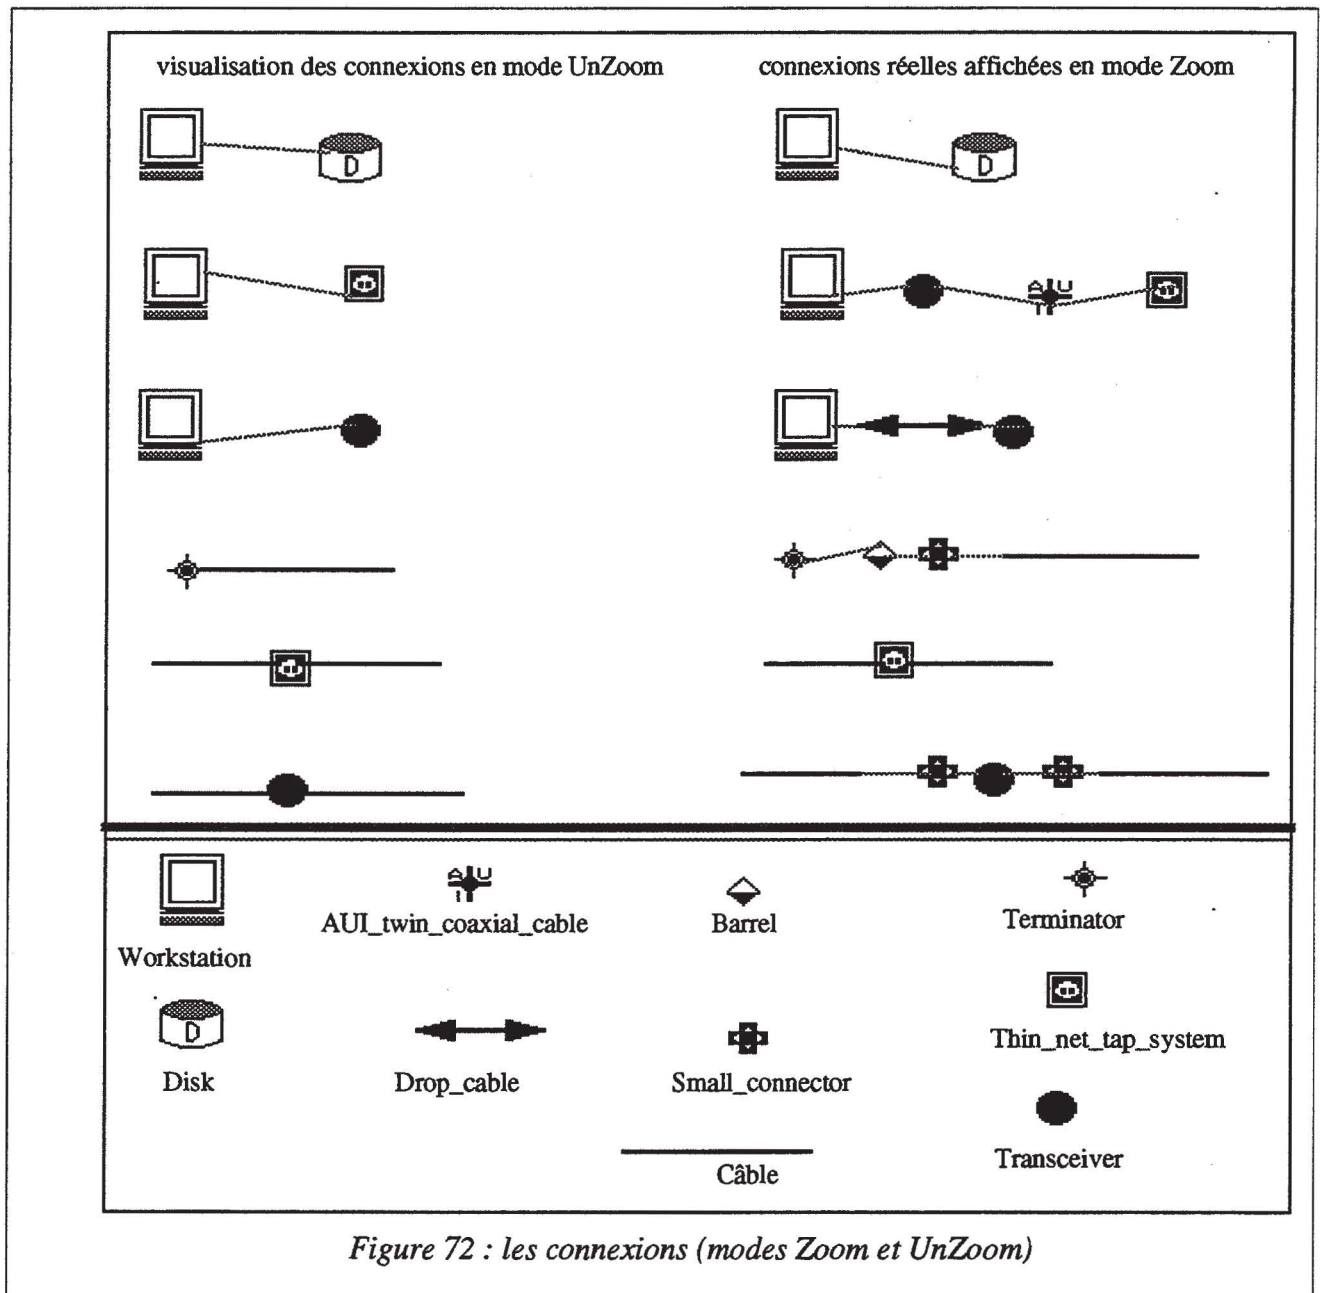 visualisation des connexions en mode UnZoom
connexions réelles affichées en mode Zoom
D
D
A U
I
A U
I
Workstation
AUI_twin_coaxial_cable
Barrel
Terminator
D
Disk
Drop_cable
Small_connector
Thin_net_tap_system
Câble
Transceiver
Figure 72 : les connexions (modes Zoom et UnZoom)